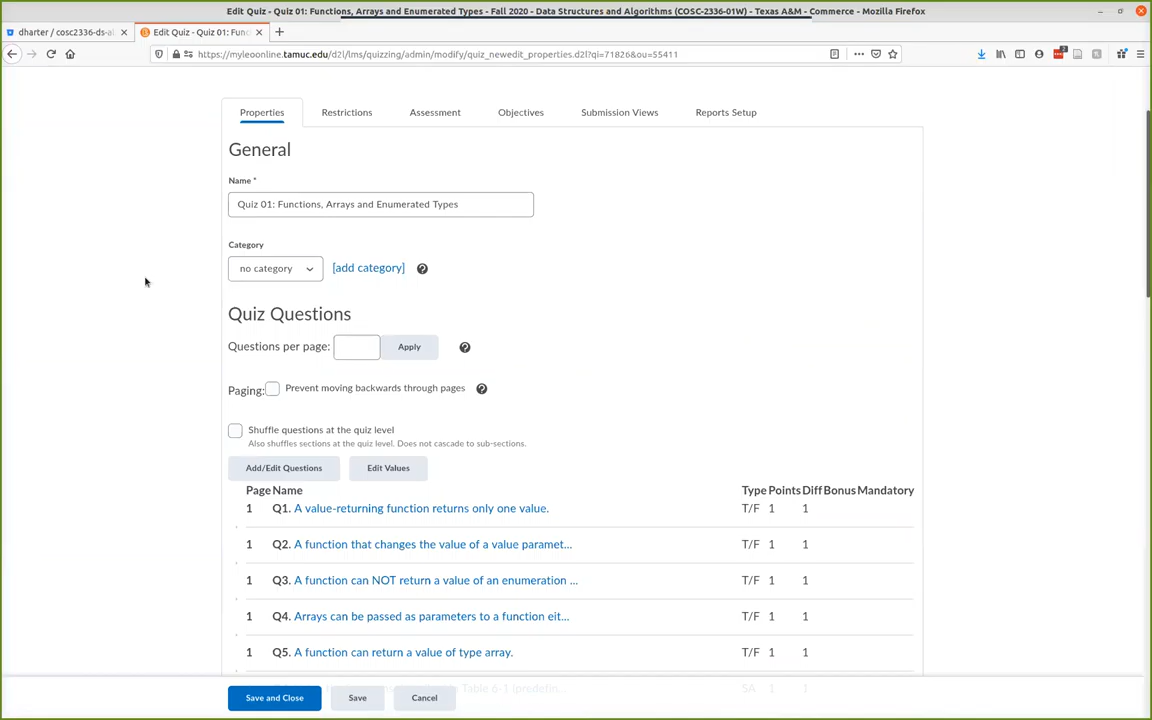 Edit Quiz - Quiz 01: Functions, Arrays and Enumerated Types - Fall 2020 - Data Structures and Algorithms (COSC-2336-01W) - Texas A&M - Commerce - Mozilla Firefox
dharter / cosc2336-ds-al
Edit Quiz - Quiz 01: Func
https://myleoonline.tamuc.edu/d2l/lms/quizzing/admin/modify/quiz_newedit_properties.d2l?qi=71826&ou=55411
Properties Restrictions Assessment Objectives Submission Views Reports Setup
General
Name *
Quiz 01: Functions, Arrays and Enumerated Types
Category
no category [add category]
Quiz Questions
Questions per page: Apply
Paging: Prevent moving backwards through pages
Shuffle questions at the quiz level
Also shuffles sections at the quiz level. Does not cascade to sub-sections.
Add/Edit Questions Edit Values
Page Name Type Points Diff Bonus Mandatory
1 Q1. A value-returning function returns only one value. T/F 1 1
1 Q2. A function that changes the value of a value paramet... T/F 1 1
1 Q3. A function can NOT return a value of an enumeration ... T/F 1 1
1 Q4. Arrays can be passed as parameters to a function eit... T/F 1 1
1 Q5. A function can return a value of type array. T/F 1 1
Table 6-1 (predefin... SA 1 1
Save and Close Save Cancel